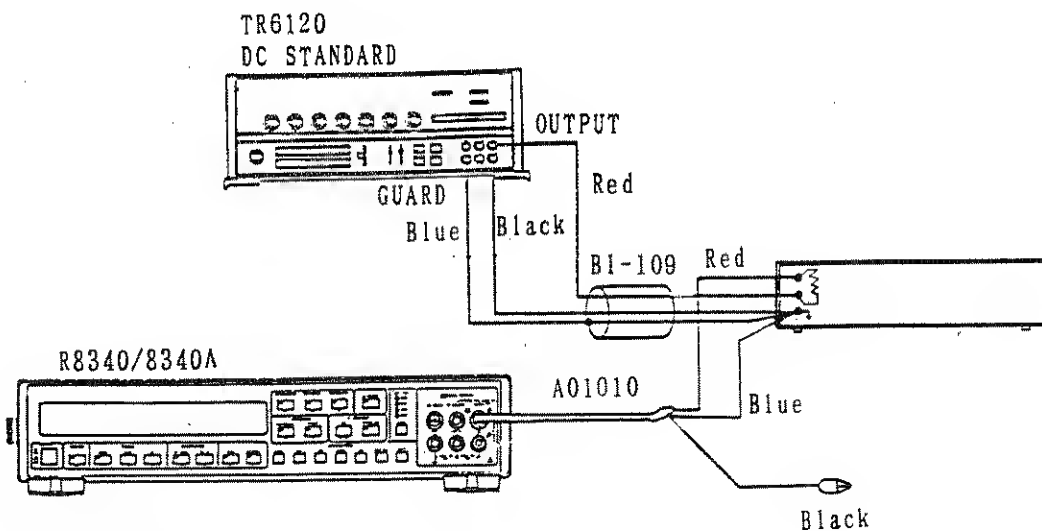 TR6120
DC STANDARD
OUTPUT
GUARD
Red
Blue
Black
BI-109
Red
R8340/8340A
A01010
Blue
Black